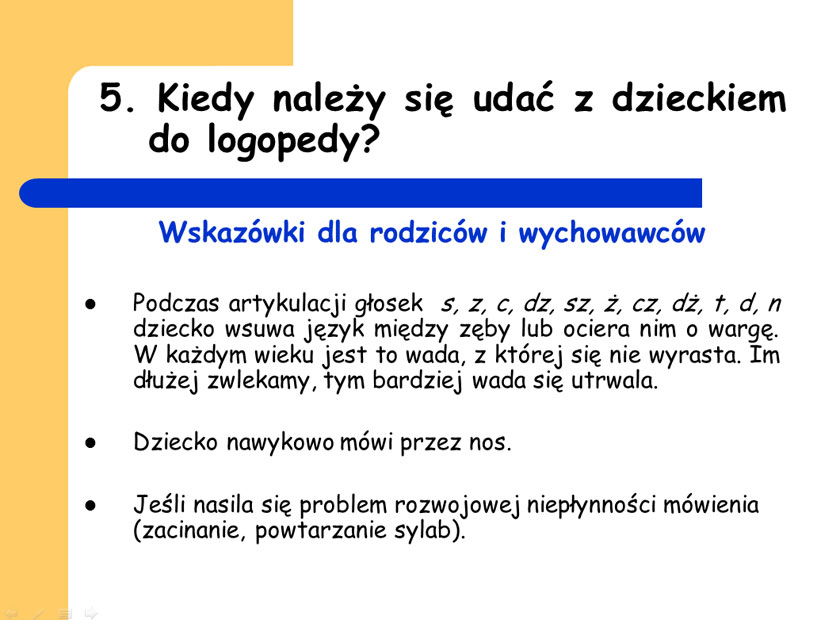 5. Kiedy należy się udać z dzieckiem
do logopedy?
Wskazówki dla rodziców i wychowawców
● Podczas artykulacji głosek s, z, c, dz, sz, ż, cz, dż, t, d, n
dziecko wsuwa język między zęby lub ociera nim o wargę.
W każdym wieku jest to wada, z której się nie wyrasta. Im
dłużej zwlekamy, tym bardziej wada się utrwala.
● Dziecko nawykowo mówi przez nos.
● Jeśli nasila się problem rozwojowej niepłynności mówienia
(zacinanie, powtarzanie sylab).